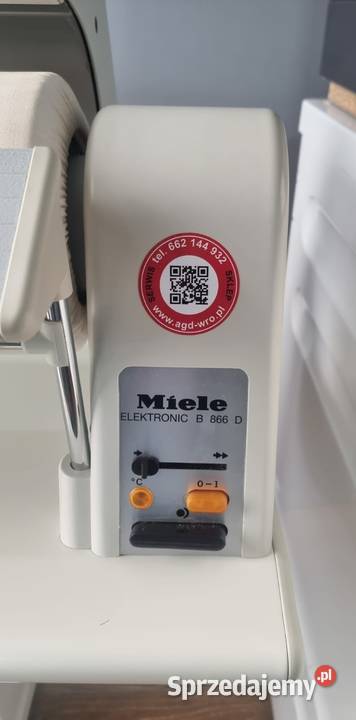 SERWIS tel. 662 144 932 SKLEP
www.agd-wro.pl
Miele
ELEKTRONIC B 866 D
°C
0-I
Sprzedajemy.pl